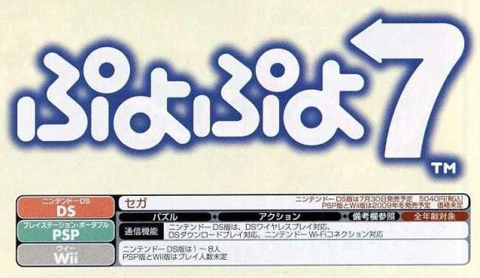 ぷよぷよ7™
ニンテンドーDS
DS
プレイステーション・ポータブル
PSP
ウィー
Wii
セガ
ニンテンドーDS版は7月30日発売予定 5040円[税込]
PSP版とWii版は2009年冬発売予定 価格未定
パズル アクション 備考欄参照 全年齢対象
通信機能
ニンテンドーDS版は、DSワイヤレスプレイ対応、
DSダウンロードプレイ対応、ニンテンドーWi-Fiコネクション対応
ニンテンドーDS版は1〜8人
PSP版とWii版はプレイ人数未定